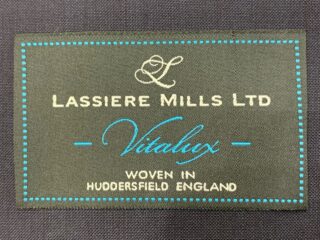 L
LASSIERE MILLS LTD
- Vitalux -
WOVEN IN
HUDDERSFIELD ENGLAND